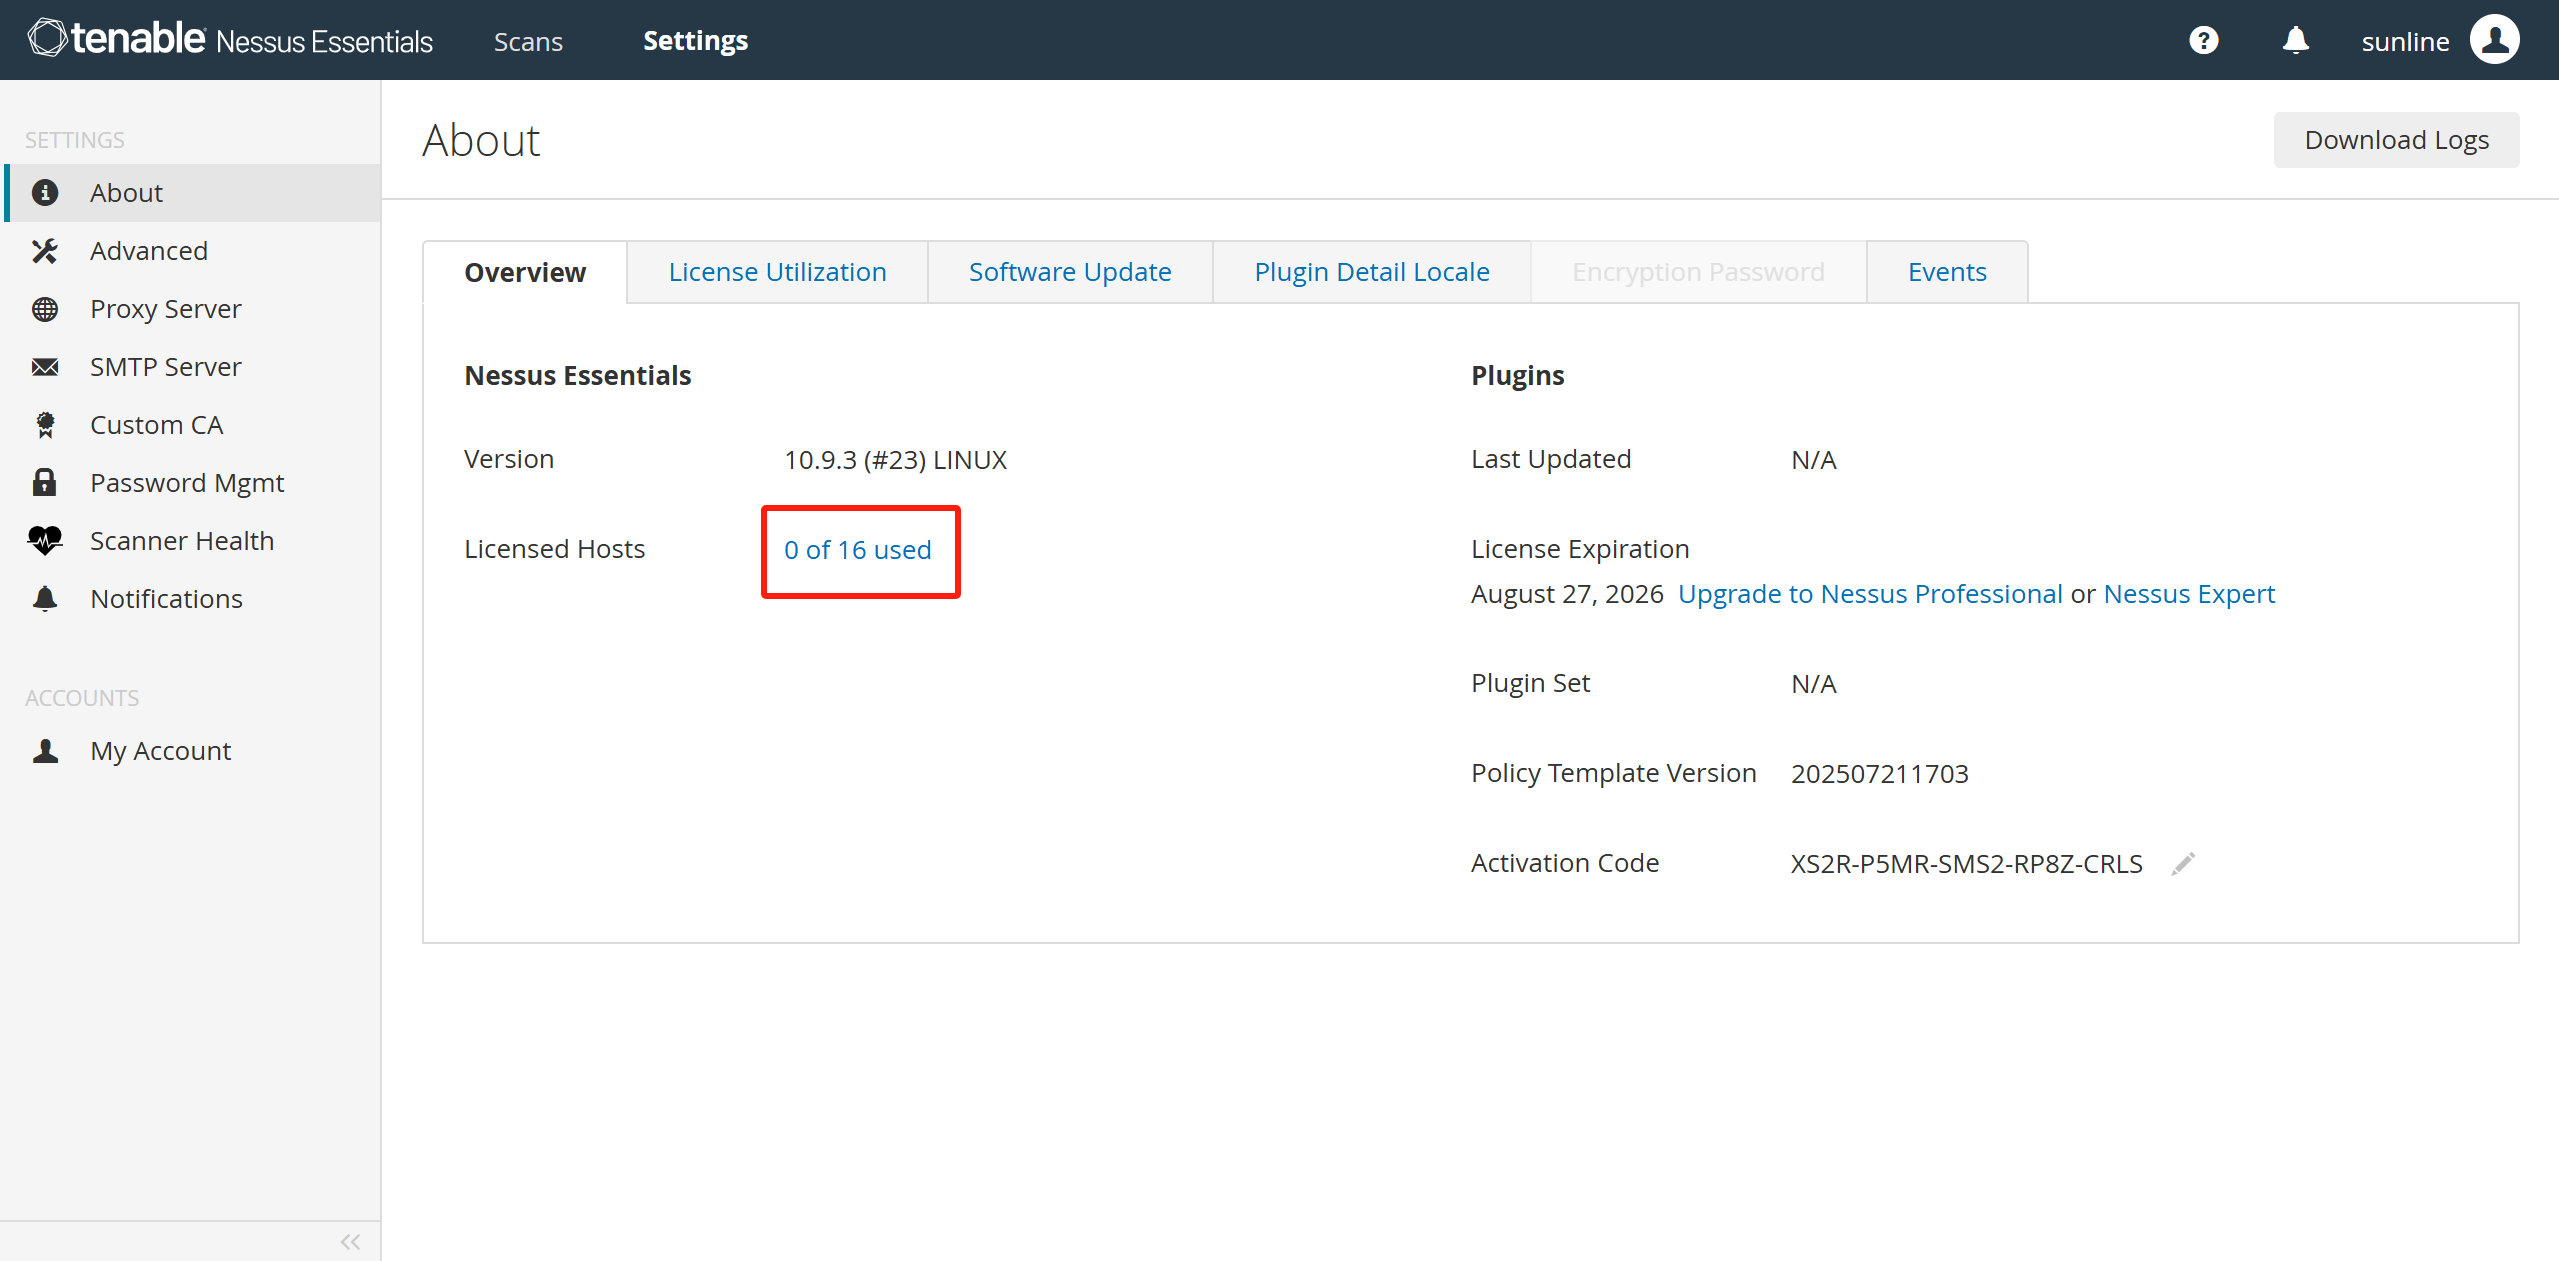 tenable Nessus Essentials Scans Settings sunline
SETTINGS
About
Advanced
Proxy Server
SMTP Server
Custom CA
Password Mgmt
Scanner Health
Notifications
ACCOUNTS
My Account
About Download Logs
Overview License Utilization Software Update Plugin Detail Locale Encryption Password Events
Nessus Essentials
Version 10.9.3 (#23) LINUX
Licensed Hosts 0 of 16 used
Plugins
Last Updated N/A
License Expiration
August 27, 2026 Upgrade to Nessus Professional or Nessus Expert
Plugin Set N/A
Policy Template Version 202507211703
Activation Code XS2R-P5MR-SMS2-RP8Z-CRLS